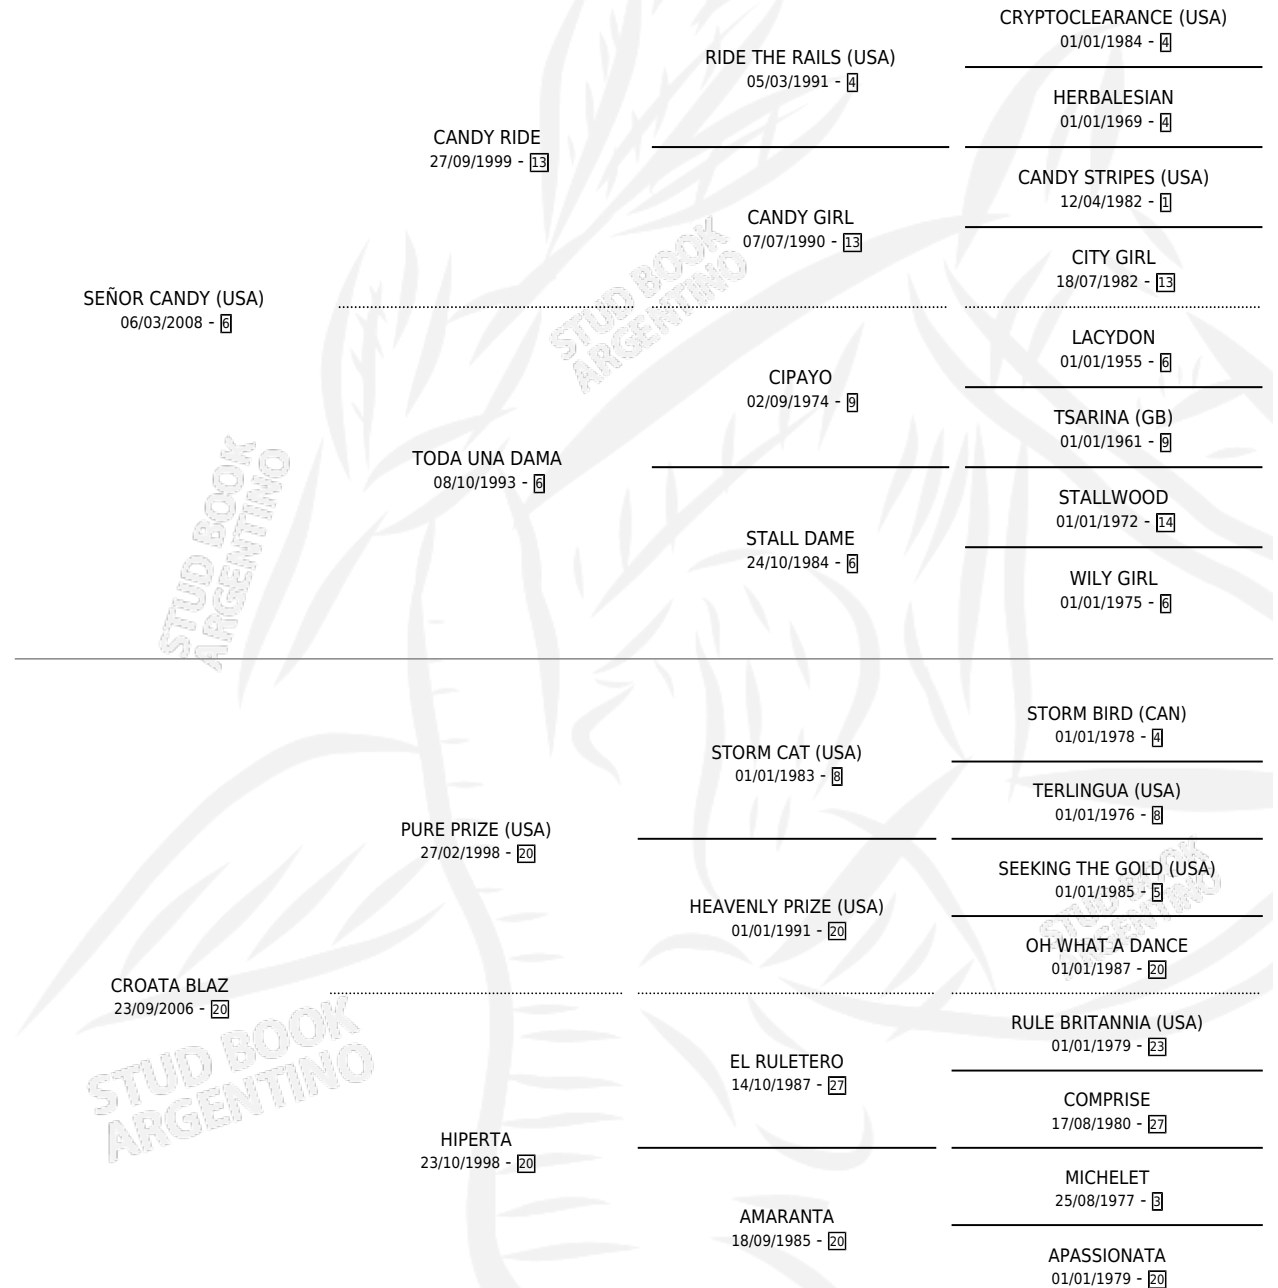 CRYPTOCLEARANCE (USA)
01/01/1984 - 4
RIDE THE RAILS (USA)
05/03/1991 - 4
HERBALESIAN
01/01/1969 - 4
CANDY RIDE
27/09/1999 - 13
CANDY STRIPES (USA)
12/04/1982 - 1
CANDY GIRL
07/07/1990 - 13
CITY GIRL
18/07/1982 - 13
SEÑOR CANDY (USA)
06/03/2008 - 6
LACYDON
01/01/1955 - 6
CIPAYO
02/09/1974 - 9
TSARINA (GB)
01/01/1961 - 9
TODA UNA DAMA
08/10/1993 - 6
STALLWOOD
01/01/1972 - 14
STALL DAME
24/10/1984 - 6
WILY GIRL
01/01/1975 - 6
STUD BOOK
ARGENTINO
STUD BOOK
ARGENTINO
STORM BIRD (CAN)
01/01/1978 - 4
STORM CAT (USA)
01/01/1983 - 8
TERLINGUA (USA)
01/01/1976 - 8
PURE PRIZE (USA)
27/02/1998 - 20
SEEKING THE GOLD (USA)
01/01/1985 - 5
HEAVENLY PRIZE (USA)
01/01/1991 - 20
OH WHAT A DANCE
01/01/1987 - 20
CROATA BLAZ
23/09/2006 - 20
RULE BRITANNIA (USA)
01/01/1979 - 23
EL RULETERO
14/10/1987 - 27
COMPRISE
17/08/1980 - 27
HIPERTA
23/10/1998 - 20
MICHELET
25/08/1977 - 3
AMARANTA
18/09/1985 - 20
APASSIONATA
01/01/1979 - 20
STUD BOOK
ARGENTINO
STUD BOOK
ARGENTINO